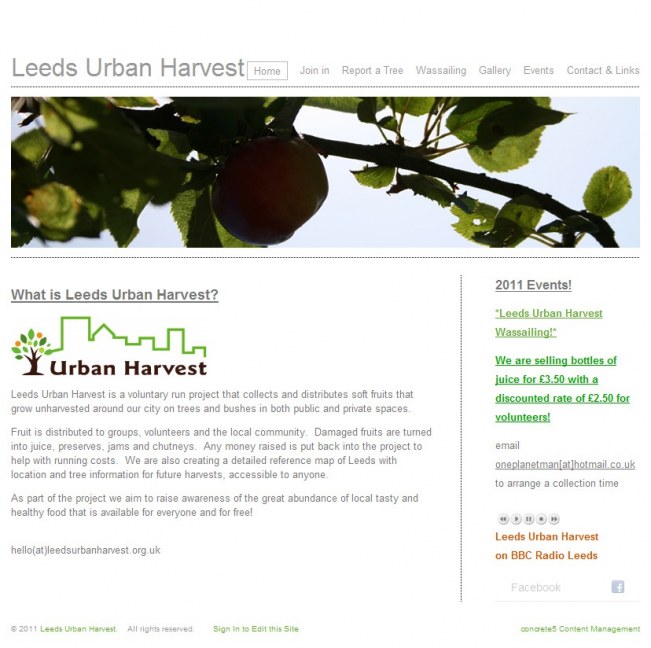 Leeds Urban Harvest
Home Join in Report a Tree Wassailing Gallery Events Contact & Links
What is Leeds Urban Harvest?
Urban Harvest
Leeds Urban Harvest is a voluntary run project that collects and distributes soft fruits that
grow unharvested around our city on trees and bushes in both public and private spaces.
Fruit is distributed to groups, volunteers and the local community. Damaged fruits are turned
into juice, preserves, jams and chutneys. Any money raised is put back into the project to
help with running costs. We are also creating a detailed reference map of Leeds with
location and tree information for future harvests, accessible to anyone.
As part of the project we aim to raise awareness of the great abundance of local tasty and
healthy food that is available for everyone and for free!
hello(at)leedsurbanharvest.org.uk
2011 Events!
*Leeds Urban Harvest
Wassailing!*
We are selling bottles of
juice for £3.50 with a
discounted rate of £2.50 for
volunteers!
email
oneplanetman[at]hotmail.co.uk
to arrange a collection time
Leeds Urban Harvest
on BBC Radio Leeds
Facebook
© 2011 Leeds Urban Harvest. All rights reserved. Sign In to Edit this Site
concrete5 Content Management